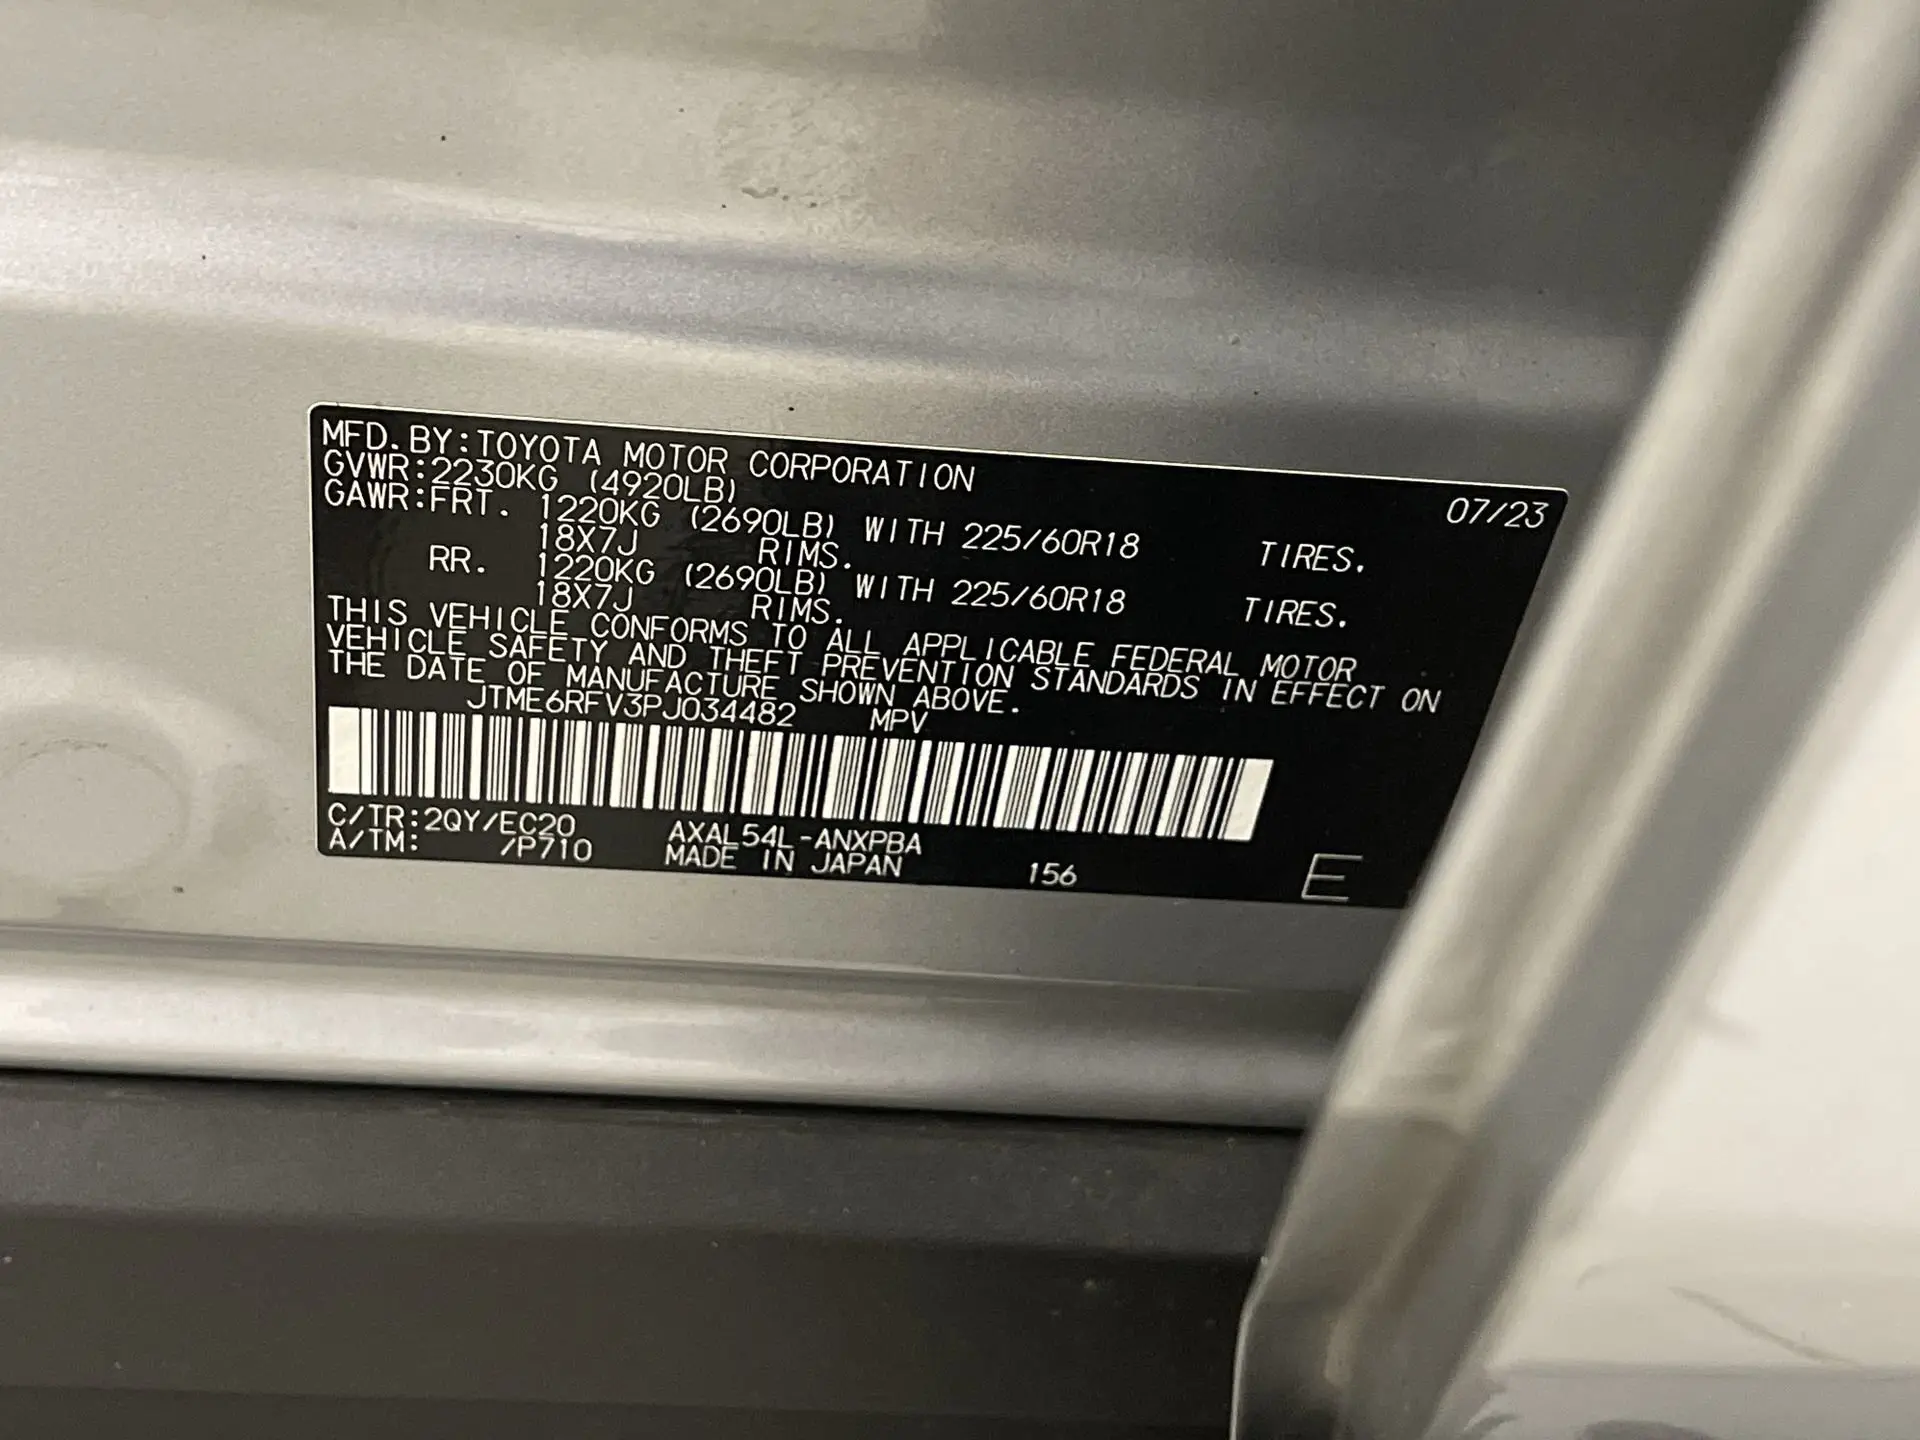 MFD. BY:TOYOTA MOTOR CORPORATION 07/23
GVWR:2230KG (4920LB)
GAWR:FRT. 1220KG (2690LB) WITH 225/60R18 TIRES.
18X7J RIMS.
RR. 1220KG (2690LB) WITH 225/60R18 TIRES.
18X7J RIMS.
THIS VEHICLE CONFORMS TO ALL APPLICABLE FEDERAL MOTOR
VEHICLE SAFETY AND THEFT PREVENTION STANDARDS IN EFFECT ON
THE DATE OF MANUFACTURE SHOWN ABOVE.
JTME6RFV3PJ034482 MPV
C/TR:2QY/EC20 AXAL54L-ANXPBA
A/TM: /P710 MADE IN JAPAN 156 E